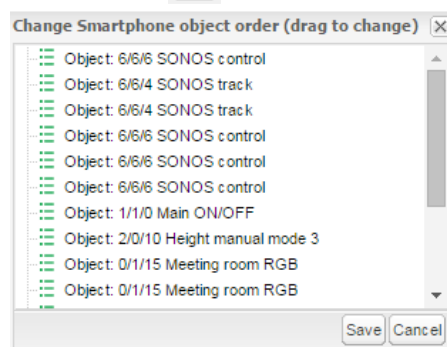 Change Smartphone object order (drag to change)
Object: 6/6/6 SONOS control
Object: 6/6/4 SONOS track
Object: 6/6/4 SONOS track
Object: 6/6/6 SONOS control
Object: 6/6/6 SONOS control
Object: 6/6/6 SONOS control
Object: 1/1/0 Main ON/OFF
Object: 2/0/10 Height manual mode 3
Object: 0/1/15 Meeting room RGB
Object: 0/1/15 Meeting room RGB
Save Cancel